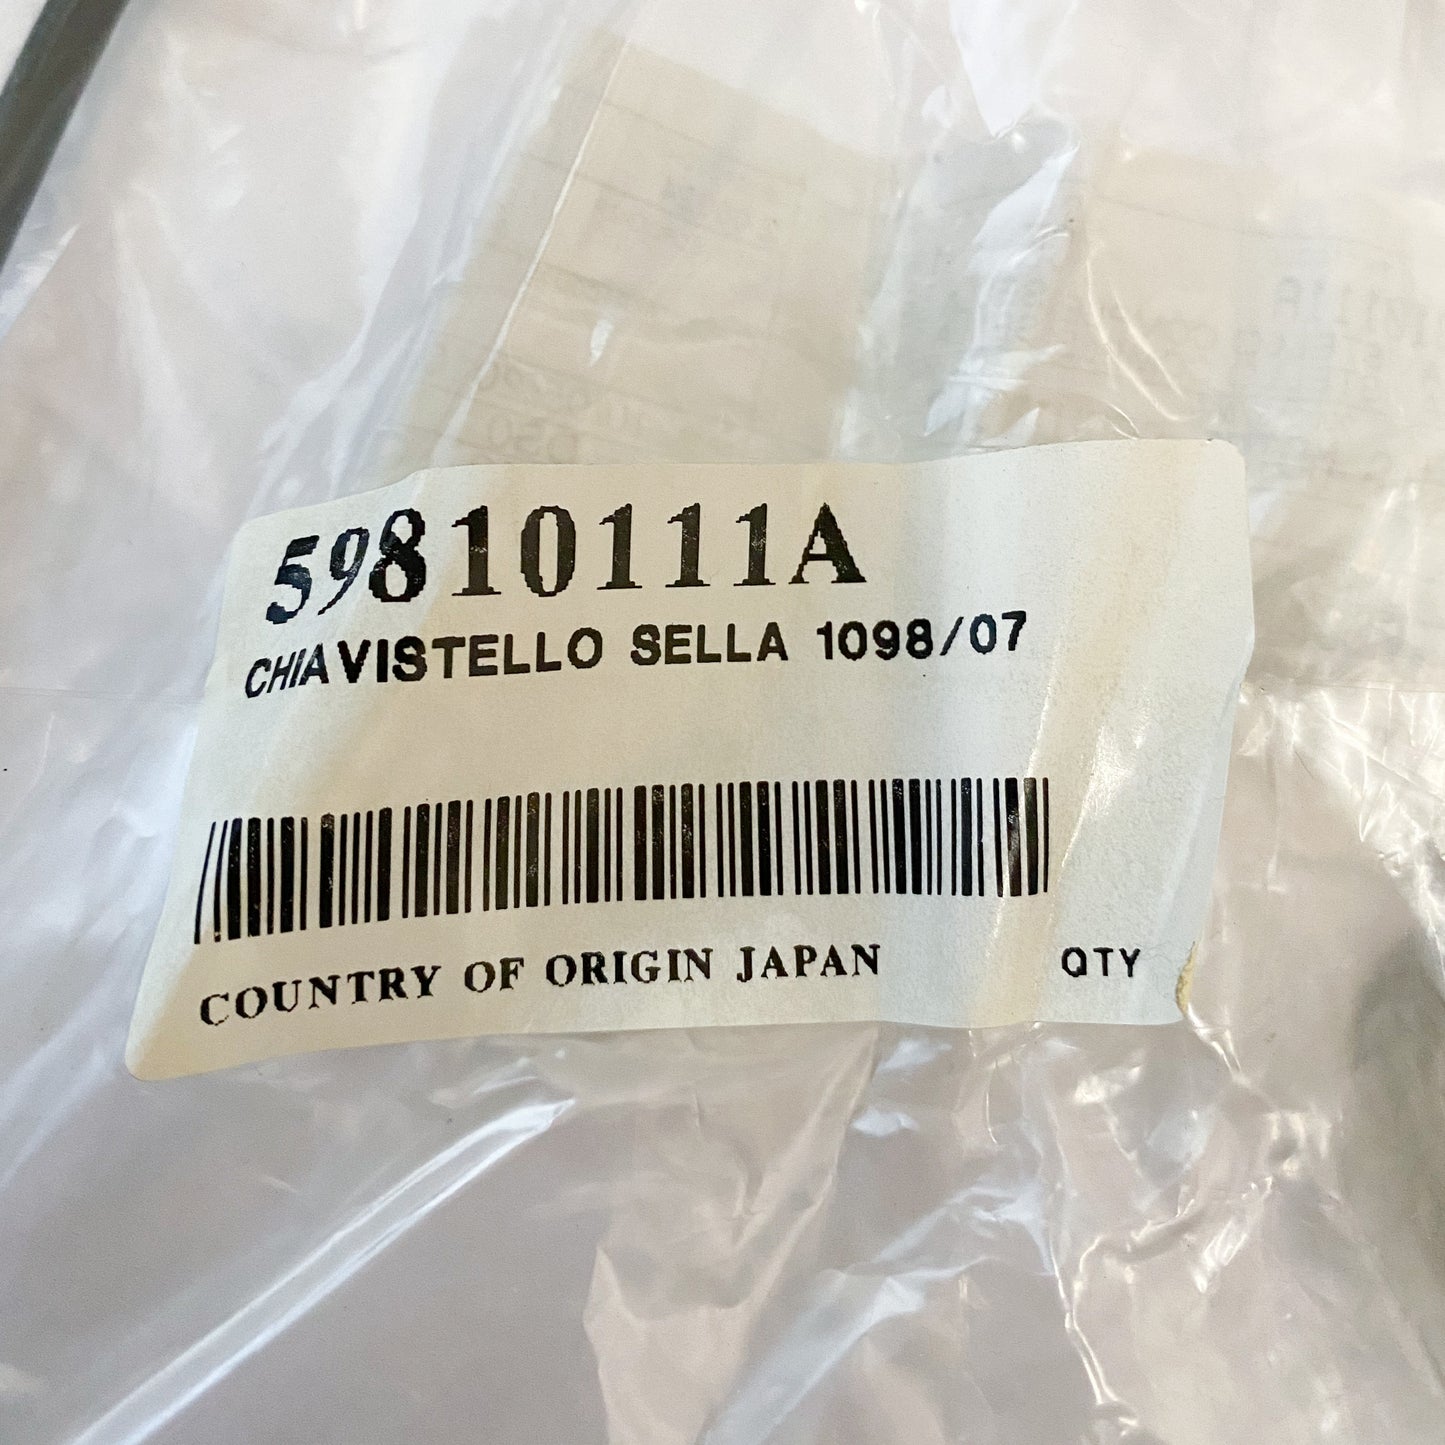 59810111A
CHIAVISTELLO SELLA 1098/07
COUNTRY OF ORIGIN JAPAN QTY